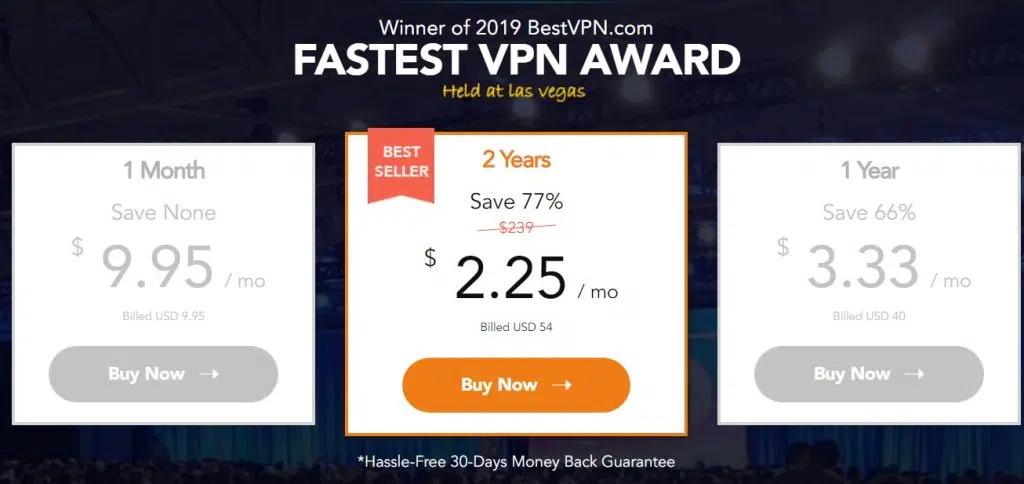 Winner of 2019 BestVPN.com
FASTEST VPN AWARD
Held at las vegas
1 Month
Save None
$ 9.95 / mo
Billed USD 9.95
Buy Now →
BEST
SELLER
2 Years
Save 77%
$239
$ 2.25 / mo
Billed USD 54
Buy Now →
1 Year
Save 66%
$ 3.33 / mo
Billed USD 40
Buy Now →
*Hassle-Free 30-Days Money Back Guarantee